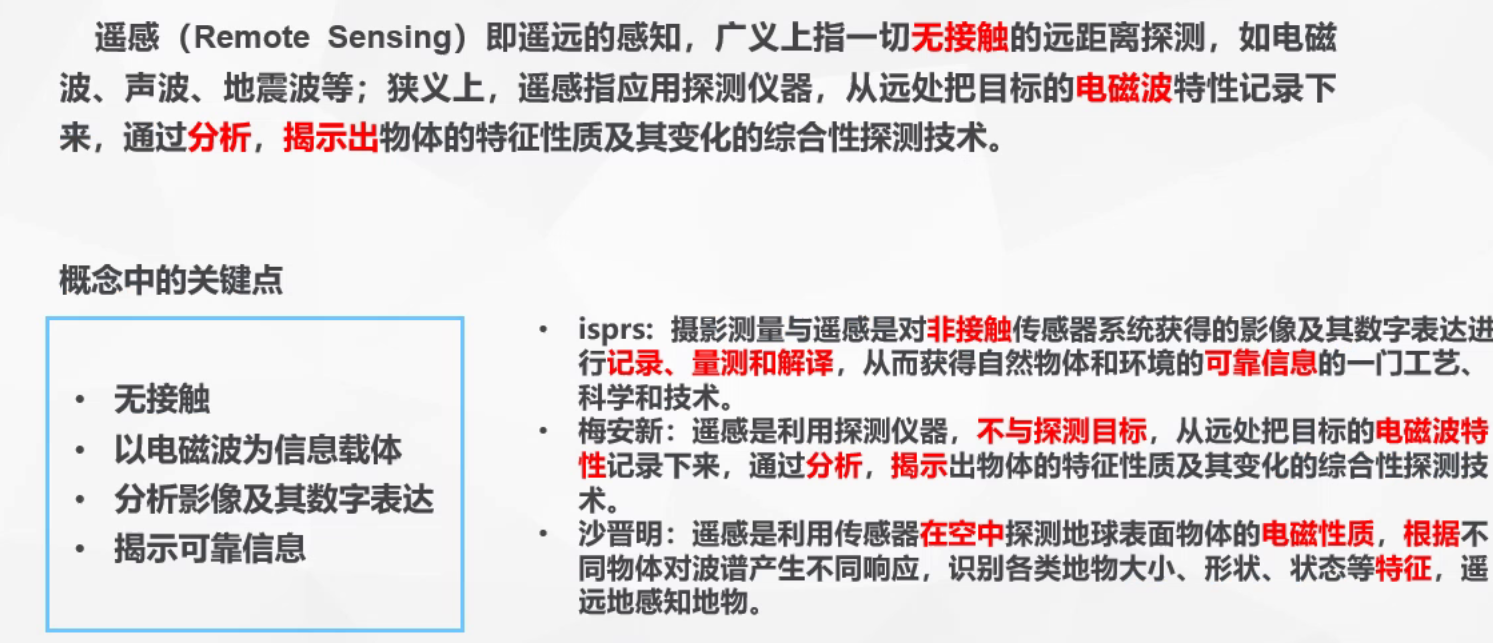 遥感（Remote Sensing）即遥远的感知，广义上指一切无接触的远距离探测，如电磁
波、声波、地震波等；狭义上，遥感指应用探测仪器，从远处把目标的电磁波特性记录下
来，通过分析，揭示出物体的特征性质及其变化的综合性探测技术。
概念中的关键点
• 无接触
• 以电磁波为信息载体
• 分析影像及其数字表达
• 揭示可靠信息
• isprs: 摄影测量与遥感是对非接触传感器系统获得的影像及其数字表达进
行记录、量测和解译，从而获得自然物体和环境的可靠信息的一门工艺、
科学和技术。
• 梅安新：遥感是利用探测仪器，不与探测目标，从远处把目标的电磁波特
性记录下来，通过分析，揭示出物体的特征性质及其变化的综合性探测技
术。
• 沙晋明：遥感是利用传感器在空中探测地球表面物体的电磁性质，根据不
同物体对波谱产生不同响应，识别各类地物大小、形状、状态等特征，遥
远地感知地物。